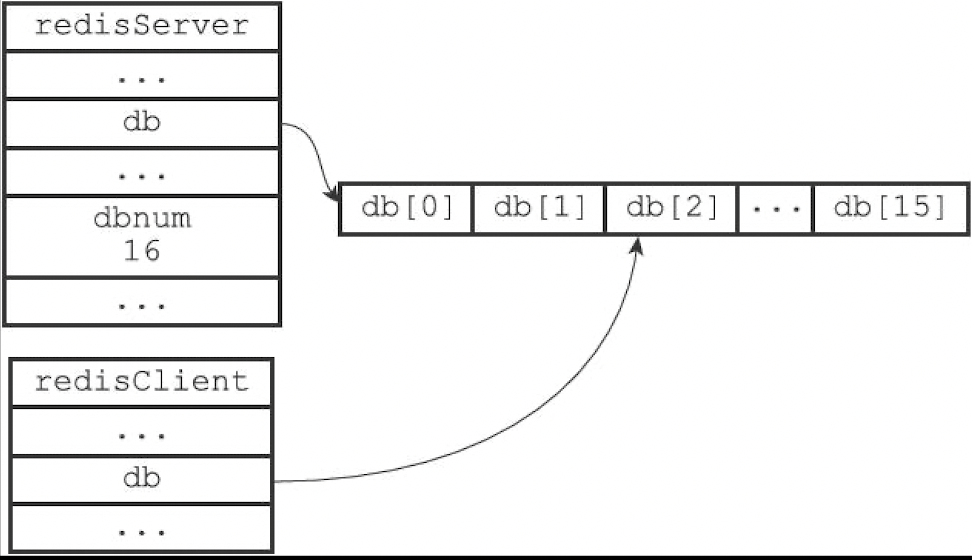 redisServer
...
db
...
dbnum
16
...
db[0] db[1] db[2] ... db[15]
redisClient
...
db
...